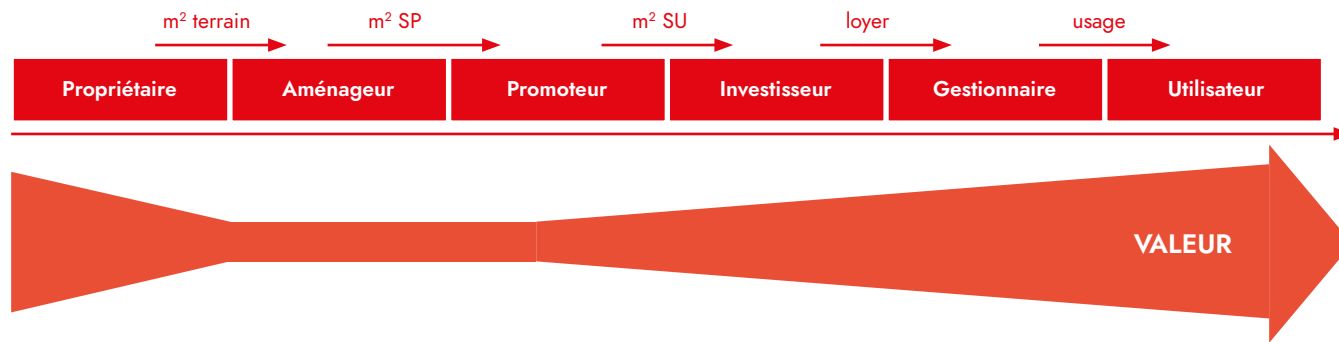 m² terrain
m² SP
m² SU
loyer
usage
Propriétaire
Aménageur
Promoteur
Investisseur
Gestionnaire
Utilisateur
VALEUR